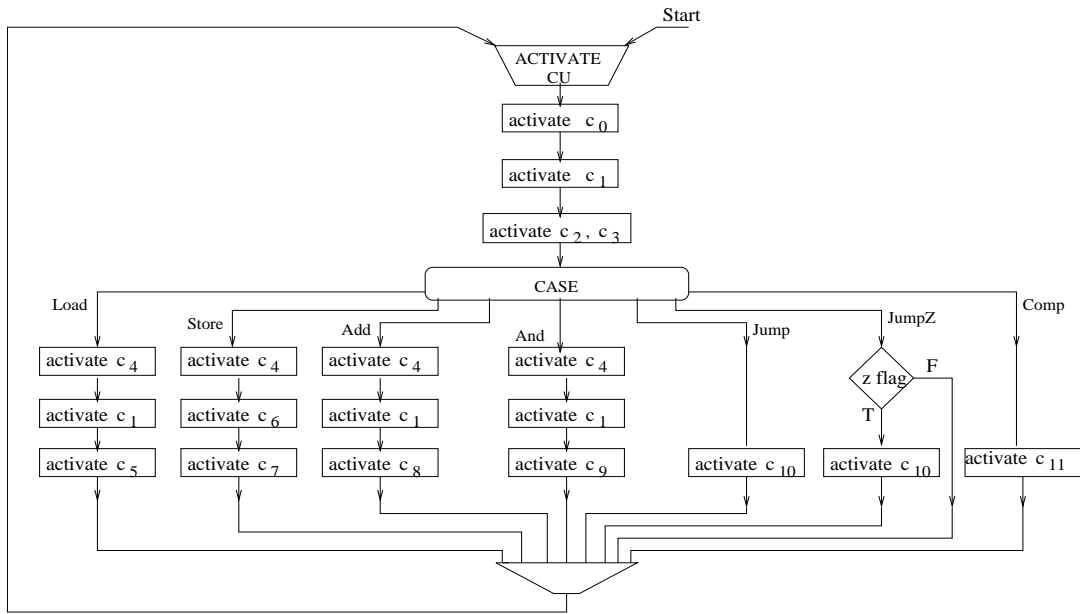 Start
ACTIVATE
CU
activate c0
activate c1
activate c2, c3
CASE
Load
Store
Add
And
Jump
JumpZ
Comp
activate c4
activate c4
activate c4
activate c4
z flag
F
T
activate c1
activate c6
activate c1
activate c1
activate c5
activate c7
activate c8
activate c9
activate c10
activate c10
activate c11